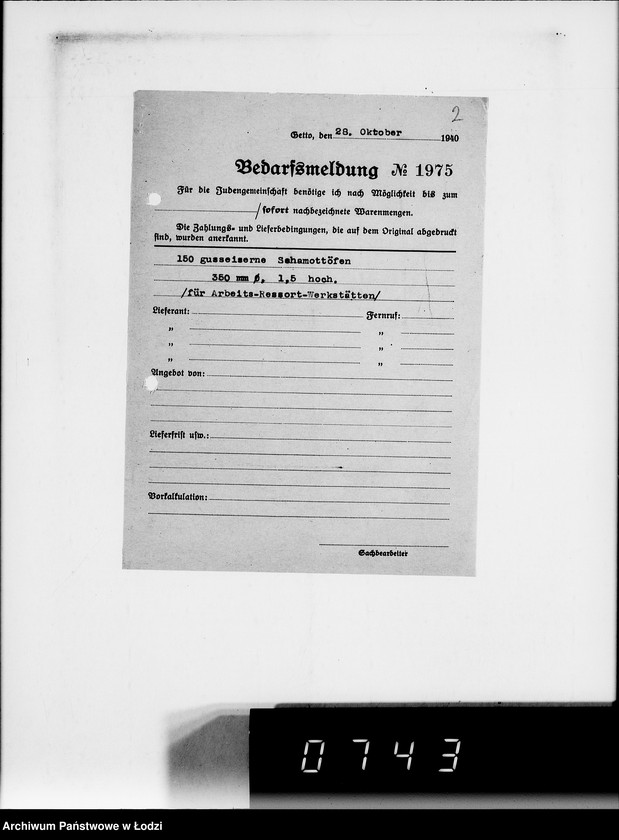 2
Getto, den 28. Oktober 1940
Bedarfsmeldung № 1975
Für die Judengemeinschaft benötige ich nach Möglichkeit bis zum
/sofort nachbezeichnete Warenmengen.
Die Zahlungs- und Lieferbedingungen, die auf dem Original abgedruckt
sind, wurden anerkannt.
150 gusseiserne Schamottöfen
350 mm ø, 1,5 hoch.
/für Arbeits-Ressort-Werkstätten/
Lieferant: Fernruf:
„ „
„ „
„ „
Angebot von:
Lieferfrist usw.:
Vorkalkulation:
Sachbearbeiter
0743
Archiwum Państwowe w Łodzi